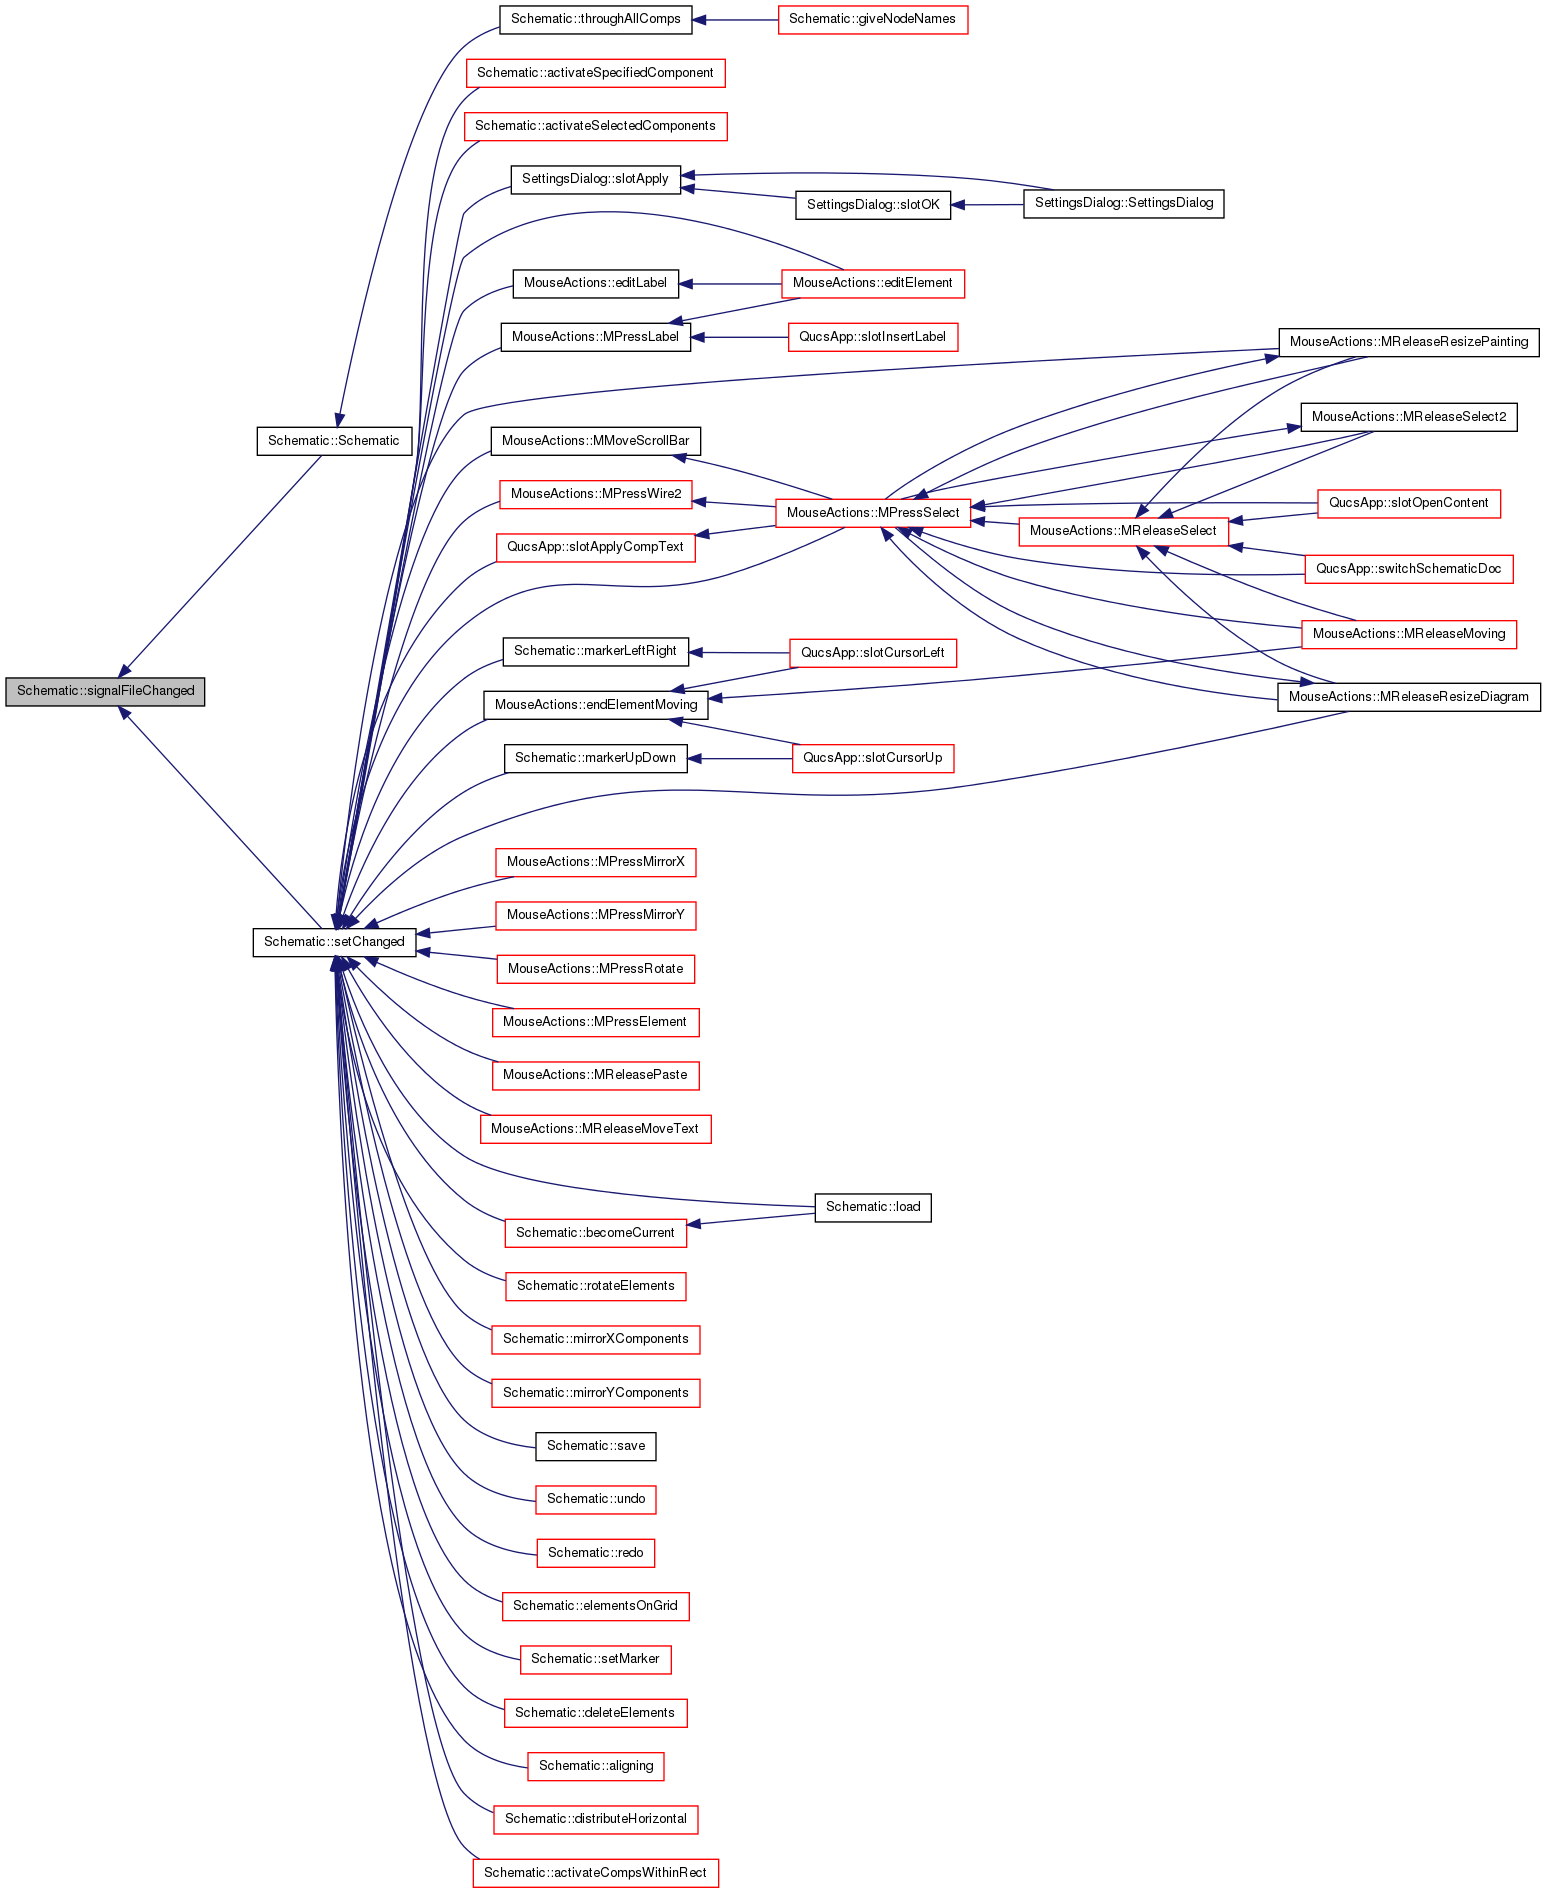 Schematic::throughAllComps
Schematic::giveNodeNames
Schematic::activateSpecifiedComponent
Schematic::activateSelectedComponents
SettingsDialog::slotApply
SettingsDialog::slotOK
SettingsDialog::SettingsDialog
MouseActions::editLabel
MouseActions::editElement
MouseActions::MPressLabel
QucsApp::slotInsertLabel
MouseActions::MReleaseResizePainting
MouseActions::MReleaseSelect2
Schematic::Schematic
MouseActions::MMoveScrollBar
MouseActions::MPressWire2
MouseActions::MPressSelect
QucsApp::slotOpenContent
MouseActions::MReleaseSelect
QucsApp::slotApplyCompText
QucsApp::switchSchematicDoc
MouseActions::MReleaseMoving
Schematic::markerLeftRight
QucsApp::slotCursorLeft
Schematic::signalFileChanged
MouseActions::endElementMoving
MouseActions::MReleaseResizeDiagram
Schematic::markerUpDown
QucsApp::slotCursorUp
MouseActions::MPressMirrorX
MouseActions::MPressMirrorY
Schematic::setChanged
MouseActions::MPressRotate
MouseActions::MPressElement
MouseActions::MReleasePaste
MouseActions::MReleaseMoveText
Schematic::load
Schematic::becomeCurrent
Schematic::rotateElements
Schematic::mirrorXComponents
Schematic::mirrorYComponents
Schematic::save
Schematic::undo
Schematic::redo
Schematic::elementsOnGrid
Schematic::setMarker
Schematic::deleteElements
Schematic::aligning
Schematic::distributeHorizontal
Schematic::activateCompsWithinRect